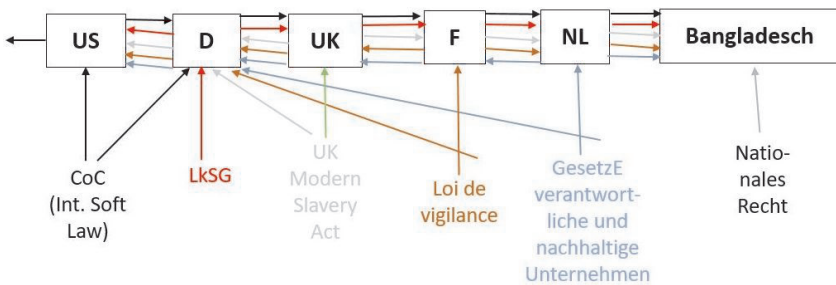 US D UK F NL Bangladesch
CoC
(Int. Soft
Law)
LkSG
UK
Modern
Slavery
Act
Loi de
vigilance
GesetzE
verantwort-
liche und
nachhaltige
Unternehmen
Natio-
nales
Recht